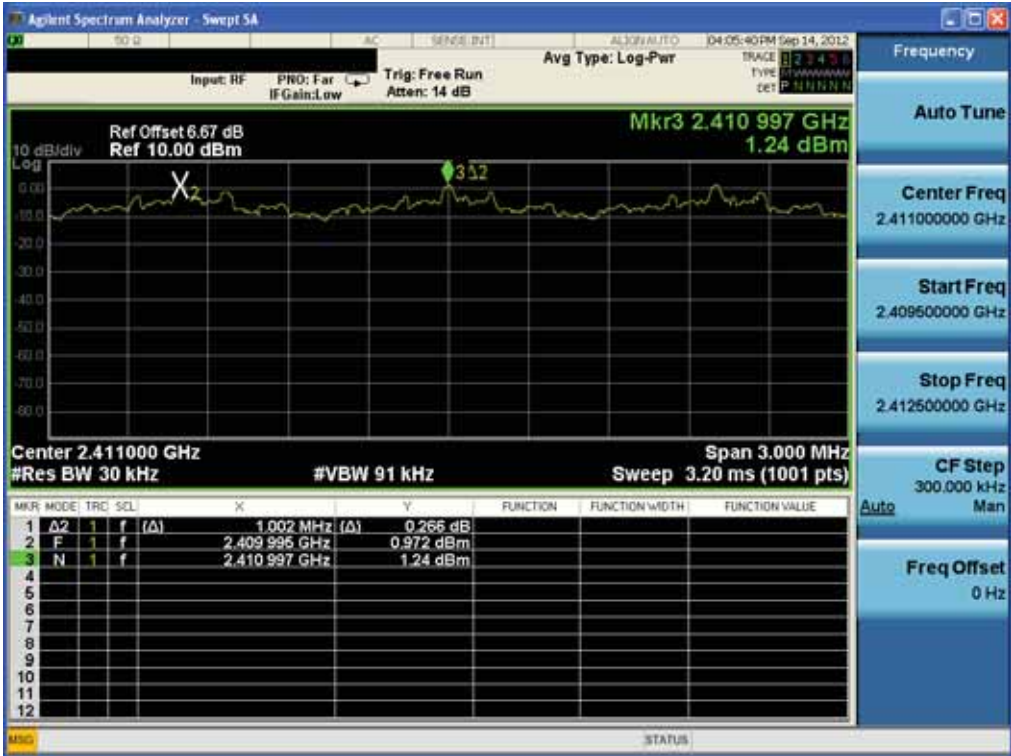 Agilent Spectrum Analyzer - Swept SA
50 Ω AC SENSE:INT ALIGNAUTO 04:05:40 PM Sep 14, 2012
Input: RF PNO: Far IFGain:Low
Trig: Free Run
Atten: 14 dB
Avg Type: Log-Pwr
TRACE 1 2 3 4 5 6
TYPE
DET P N N N N N
Mkr3 2.410 997 GHz
1.24 dBm
Ref Offset 6.67 dB
10 dB/div Ref 10.00 dBm
Log
0.00
-10.0
-20.0
-30.0
-40.0
-50.0
-60.0
-70.0
-80.0
X2
3Δ2
Center 2.411000 GHz Span 3.000 MHz
#Res BW 30 kHz #VBW 91 kHz Sweep 3.20 ms (1001 pts)
MKR MODE TRC SCL X Y FUNCTION FUNCTION WIDTH FUNCTION VALUE
1 Δ2 1 f (Δ) 1.002 MHz (Δ) 0.266 dB
2 F 1 f 2.409 995 GHz 0.972 dBm
3 N 1 f 2.410 997 GHz 1.24 dBm
4
5
6
7
8
9
10
11
12
MSG STATUS
Frequency
Auto Tune
Center Freq
2.411000000 GHz
Start Freq
2.409500000 GHz
Stop Freq
2.412500000 GHz
CF Step
300.000 kHz
Auto Man
Freq Offset
0 Hz